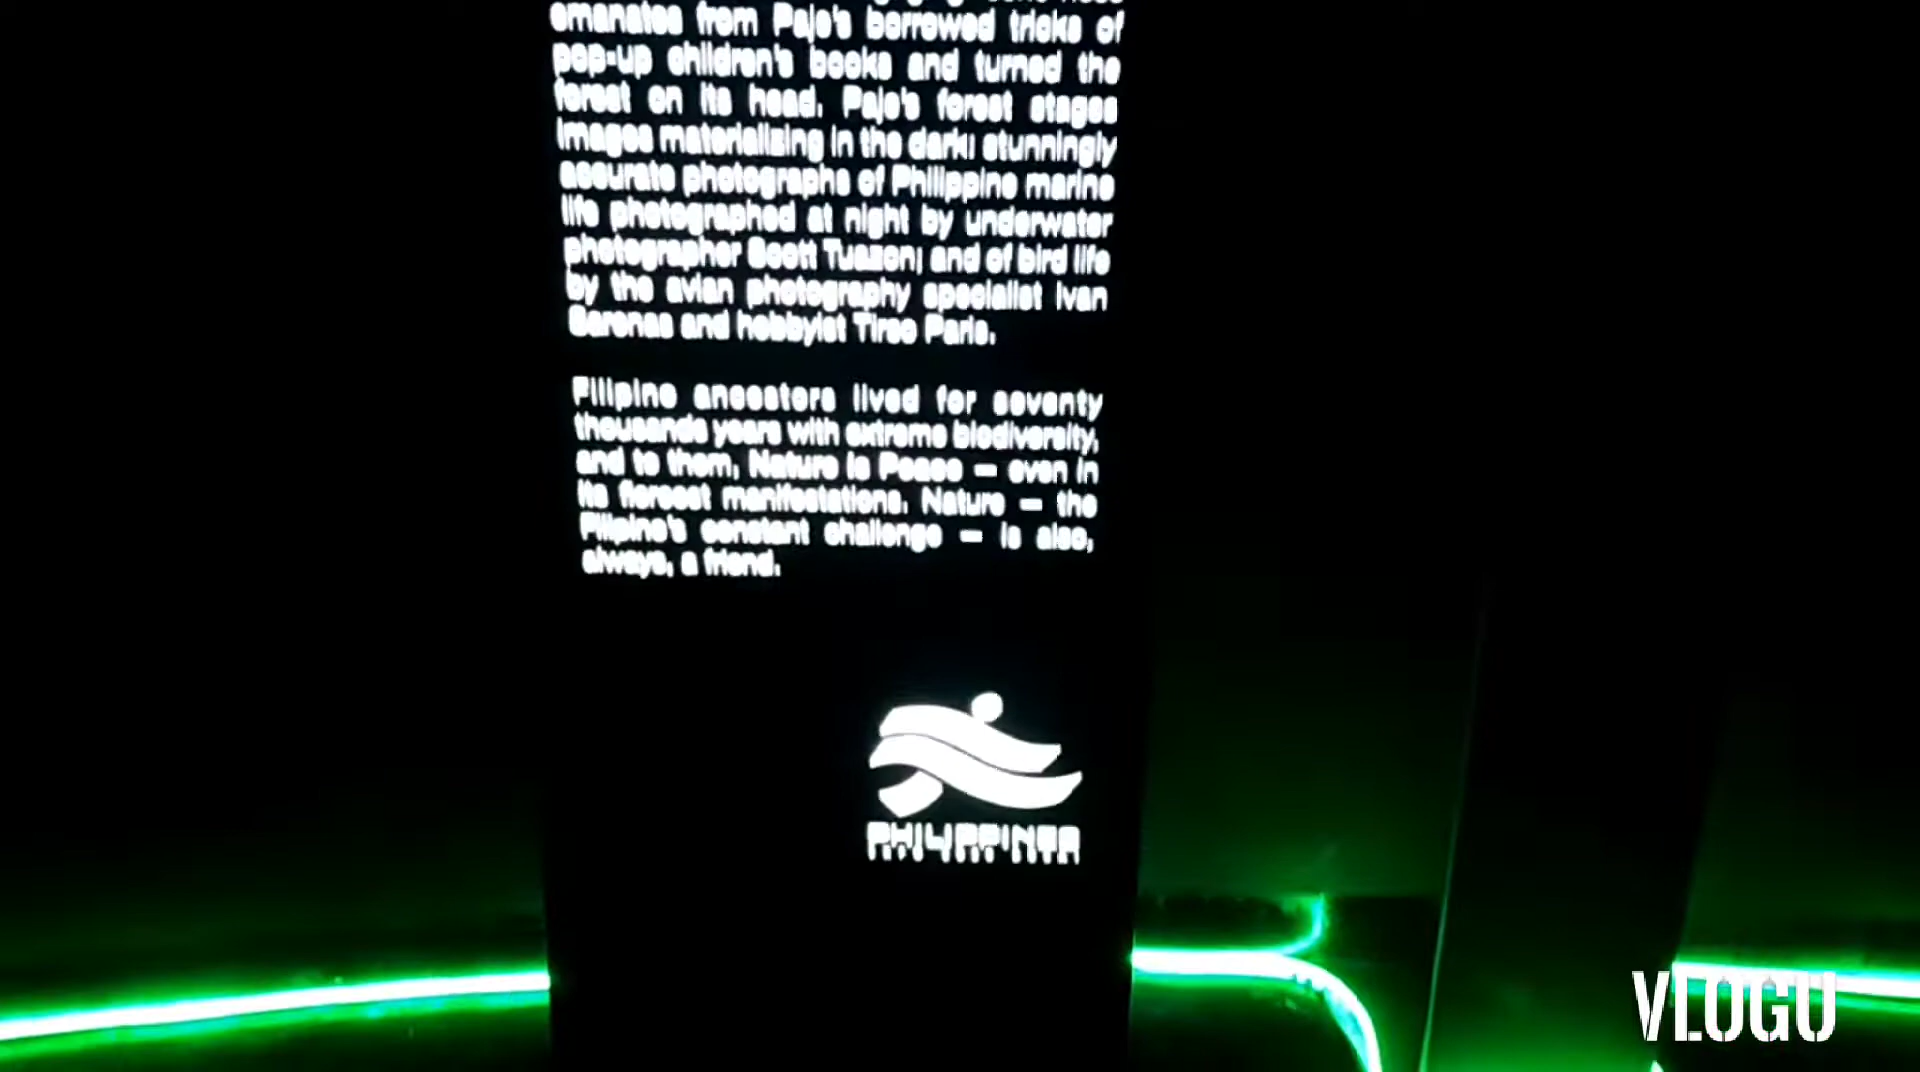 emanates from Pajo's borrowed tricks of
pop-up children's books and turned the
forest on its head. Pajo's forest stages
images materializing in the dark: stunningly
accurate photographs of Philippine marine
life photographed at night by underwater
photographer Scott Tuazon; and of bird life
by the avian photography specialist Ivan
and hobbyist Paris.
Filipino ancestors lived for seventy
thousands years with extreme biodiversity,
and to them, Nature is Peace — even in
its fiercest manifestations. Nature — the
Filipino's constant challenge — is also,
always, a friend.
PHILIPPINES
VLOGU